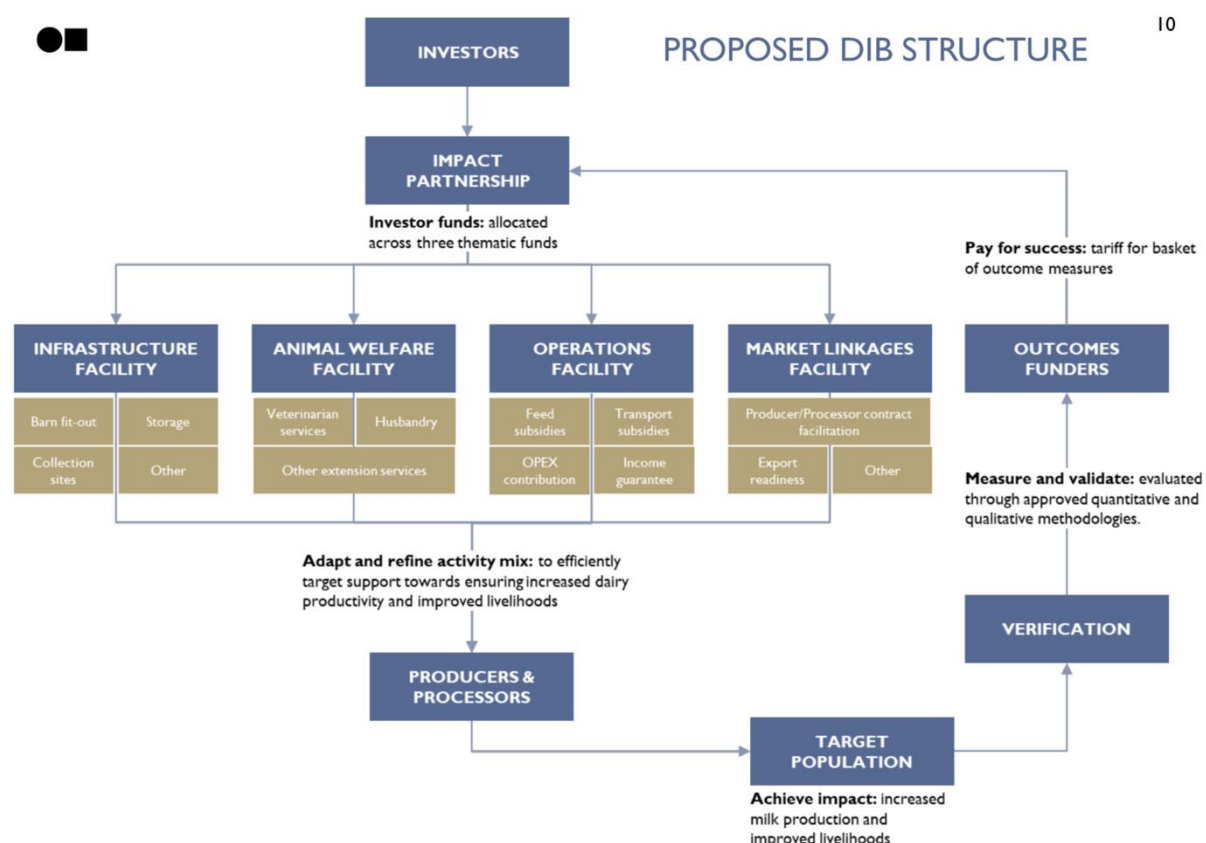 10
PROPOSED DIB STRUCTURE
INVESTORS
IMPACT
PARTNERSHIP
Investor funds: allocated
across three thematic funds
Pay for success: tariff for basket
of outcome measures
INFRASTRUCTURE
FACILITY
Barn fit-out
Storage
Collection
sites
Other
ANIMAL WELFARE
FACILITY
Veterinarian
services
Husbandry
Other extension services
OPERATIONS
FACILITY
Feed
subsidies
Transport
subsidies
OPEX
contribution
Income
guarantee
MARKET LINKAGES
FACILITY
Producer/Processor contract
facilitation
Export
readiness
Other
OUTCOMES
FUNDERS
Measure and validate: evaluated
through approved quantitative and
qualitative methodologies.
Adapt and refine activity mix: to efficiently
target support towards ensuring increased dairy
productivity and improved livelihoods
VERIFICATION
PRODUCERS &
PROCESSORS
TARGET
POPULATION
Achieve impact: increased
milk production and
improved livelihoods